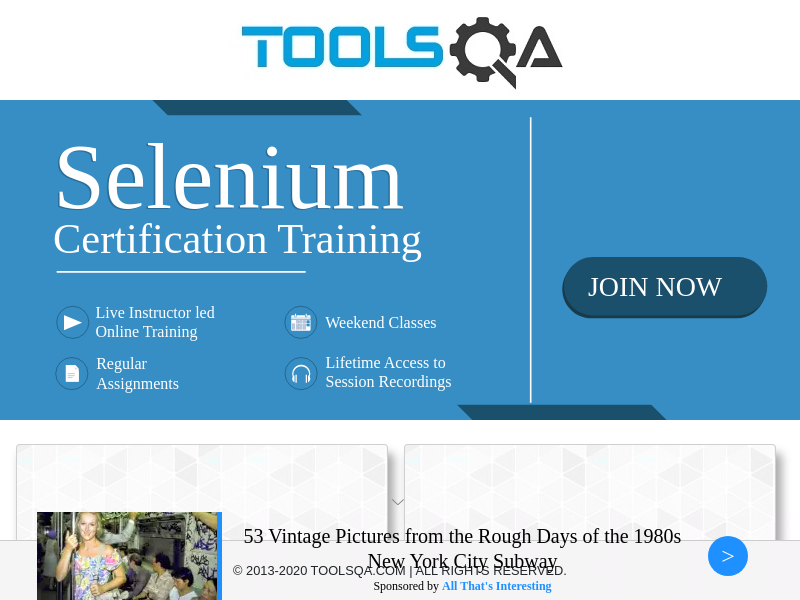 TOOLSQA
Selenium
Certification Training
JOIN NOW
Live Instructor led
Online Training
Weekend Classes
Regular
Assignments
Lifetime Access to
Session Recordings
53 Vintage Pictures from the Rough Days of the 1980s
New York City Subway
© 2013-2020 TOOLSQA.COM | ALL RIGHTS RESERVED.
Sponsored by All That's Interesting
>